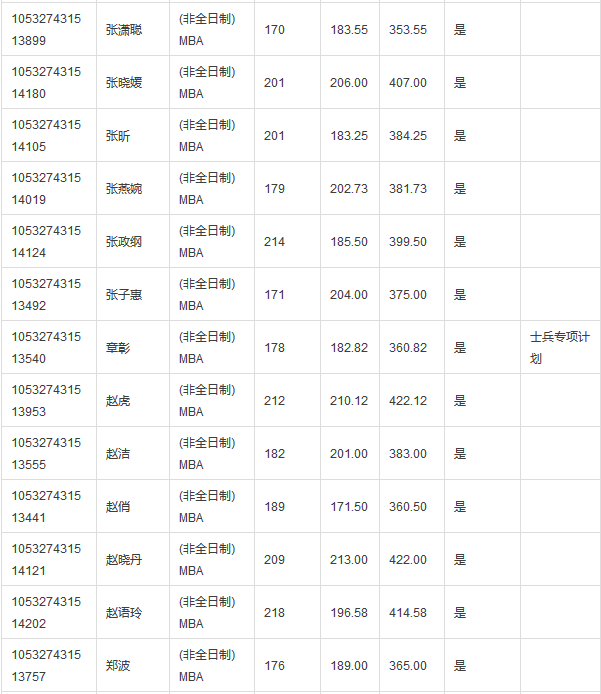 1053274315
13899
张潇聪
(非全日制)
MBA
170
183.55
353.55
是
1053274315
14180
张晓媛
(非全日制)
MBA
201
206.00
407.00
是
1053274315
14105
张昕
(非全日制)
MBA
201
183.25
384.25
是
1053274315
14019
张燕婉
(非全日制)
MBA
179
202.73
381.73
是
1053274315
14124
张政纲
(非全日制)
MBA
214
185.50
399.50
是
1053274315
13492
张子惠
(非全日制)
MBA
171
204.00
375.00
是
1053274315
13540
章彰
(非全日制)
MBA
178
182.82
360.82
是
士兵专项计
划
1053274315
13953
赵虎
(非全日制)
MBA
212
210.12
422.12
是
1053274315
13555
赵洁
(非全日制)
MBA
182
201.00
383.00
是
1053274315
13441
赵俏
(非全日制)
MBA
189
171.50
360.50
是
1053274315
14121
赵晓丹
(非全日制)
MBA
209
213.00
422.00
是
1053274315
14202
赵语玲
(非全日制)
MBA
218
196.58
414.58
是
1053274315
13757
郑波
(非全日制)
MBA
176
189.00
365.00
是